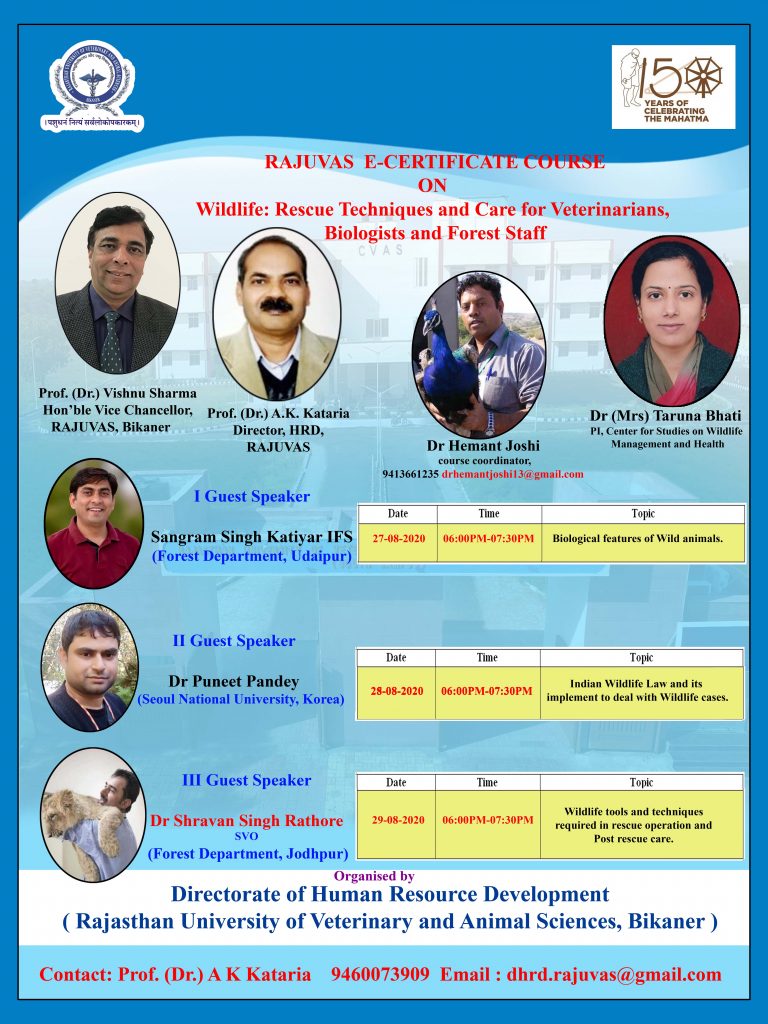 RAJASTHAN UNIVERSITY OF VETERINARY AND ANIMAL SCIENCES
BIKANER
। पशुधनं नित्यं सर्वलोकोपकारकम् ।
150
YEARS OF
CELEBRATING
THE MAHATMA
RAJUVAS E-CERTIFICATE COURSE
ON
Wildlife: Rescue Techniques and Care for Veterinarians,
Biologists and Forest Staff
CVAS
Prof. (Dr.) Vishnu Sharma
Hon'ble Vice Chancellor,
RAJUVAS, Bikaner
Prof. (Dr.) A.K. Kataria
Director, HRD,
RAJUVAS
Dr Hemant Joshi
course coordinator,
9413661235 drhemantjoshi13@gmail.com
Dr (Mrs) Taruna Bhati
PI, Center for Studies on Wildlife
Management and Health
I Guest Speaker
Sangram Singh Katiyar IFS
(Forest Department, Udaipur)
Date Time Topic
27-08-2020 06:00PM-07:30PM Biological features of Wild animals.
II Guest Speaker
Dr Puneet Pandey
(Seoul National University, Korea)
Date Time Topic
28-08-2020 06:00PM-07:30PM Indian Wildlife Law and its
implement to deal with Wildlife cases.
III Guest Speaker
Dr Shravan Singh Rathore
SVO
(Forest Department, Jodhpur)
Date Time Topic
29-08-2020 06:00PM-07:30PM Wildlife tools and techniques
required in rescue operation and
Post rescue care.
Organised by
Directorate of Human Resource Development
( Rajasthan University of Veterinary and Animal Sciences, Bikaner )
Contact: Prof. (Dr.) A K Kataria 9460073909 Email : dhrd.rajuvas@gmail.com